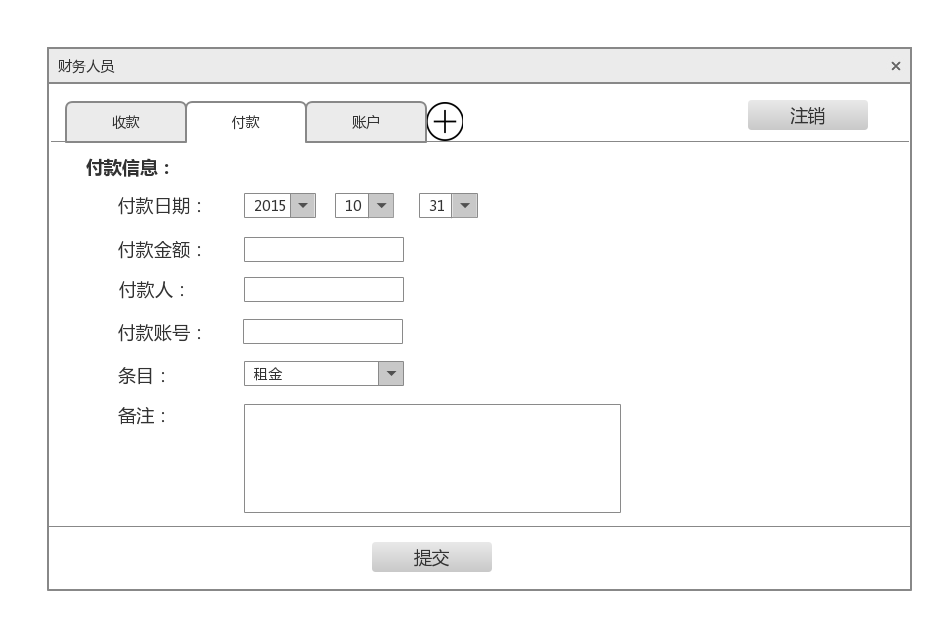 财务人员 ×
收款 付款 账户 注销
付款信息：
付款日期： 2015 10 31
付款金额：
付款人：
付款账号：
条目： 租金
备注：
提交